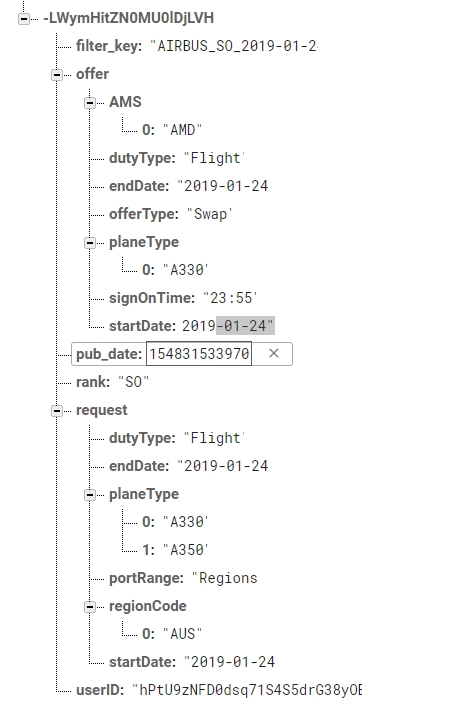 -LWymHitZN0MU0lDjLVH
filter_key: "AIRBUS_SO_2019-01-2
offer
AMS
0: "AMD"
dutyType: "Flight'
endDate: "2019-01-24
offerType: "Swap'
planeType
0: "A330'
signOnTime: "23:55'
startDate: 2019-01-24"
pub_date: 154831533970 ×
rank: "SO"
request
dutyType: "Flight'
endDate: "2019-01-24
planeType
0: "A330'
1: "A350'
portRange: "Regions
regionCode
0: "AUS"
startDate: "2019-01-24
userID: "hPtU9zNFD0dsq71S4S5drG38yOE